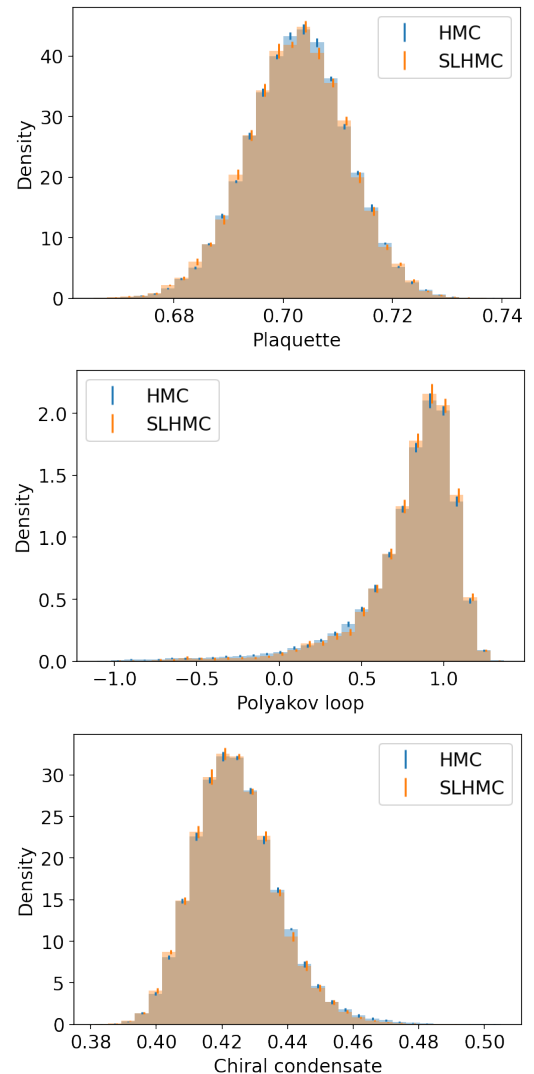 HMC
SLHMC
Density
40
30
20
10
0
0.68 0.70 0.72 0.74
Plaquette
HMC
SLHMC
Density
2.0
1.5
1.0
0.5
0.0
−1.0 −0.5 0.0 0.5 1.0
Polyakov loop
HMC
SLHMC
Density
30
25
20
15
10
5
0
0.38 0.40 0.42 0.44 0.46 0.48 0.50
Chiral condensate